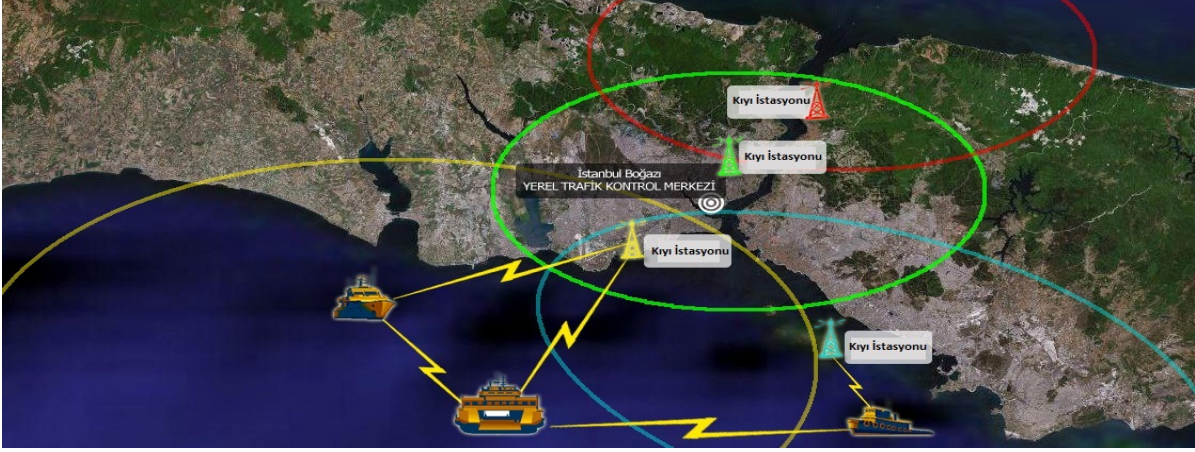 Kıyı İstasyonu
Kıyı İstasyonu
İstanbul Boğazı
YEREL TRAFİK KONTROL MERKEZİ
Kıyı İstasyonu
Kıyı İstasyonu